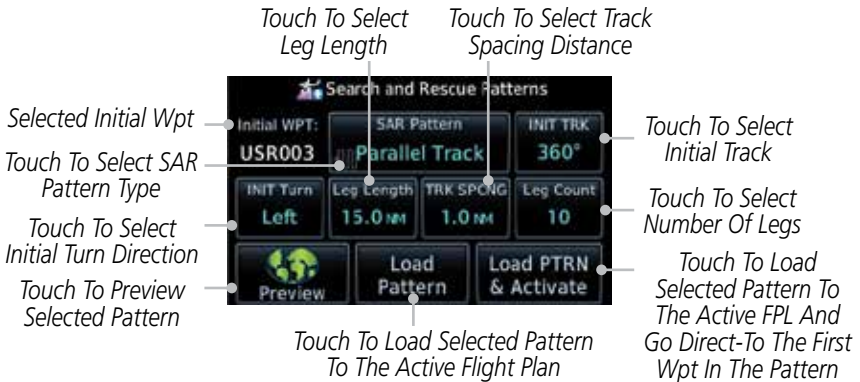 Touch To Select
Leg Length
Touch To Select Track
Spacing Distance
Search and Rescue Patterns
Selected Initial Wpt
Initial WPT:
USR003
SAR Pattern
Parallel Track
INIT TRK
360°
Touch To Select
Initial Track
Touch To Select SAR
Pattern Type
INIT Turn
Left
Leg Length
15.0 NM
TRK SPCNG
1.0 NM
Leg Count
10
Touch To Select
Number Of Legs
Touch To Select
Initial Turn Direction
Preview
Load
Pattern
Load PTRN
& Activate
Touch To Preview
Selected Pattern
Touch To Load
Selected Pattern To
The Active FPL And
Go Direct-To The First
Wpt In The Pattern
Touch To Load Selected Pattern
To The Active Flight Plan